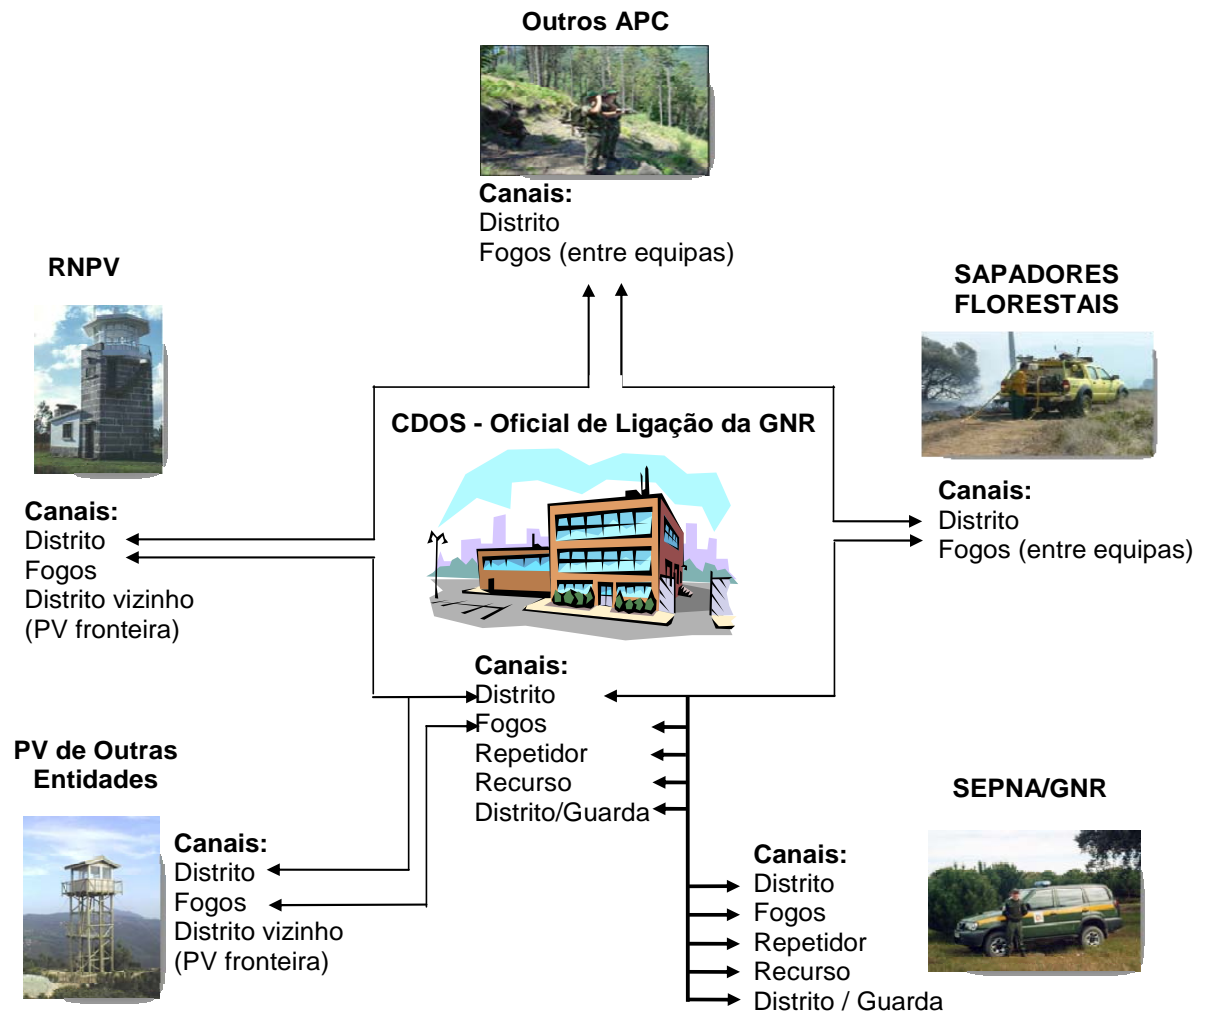 Outros APC
Canais:
Distrito
Fogos (entre equipas)
RNPV
Canais:
Distrito
Fogos
Distrito vizinho
(PV fronteira)
SAPADORES
FLORESTAIS
Canais:
Distrito
Fogos (entre equipas)
CDOS - Oficial de Ligação da GNR
Canais:
Distrito
Fogos
Repetidor
Recurso
Distrito/Guarda
PV de Outras
Entidades
Canais:
Distrito
Fogos
Distrito vizinho
(PV fronteira)
SEPNA/GNR
Canais:
Distrito
Fogos
Repetidor
Recurso
Distrito / Guarda